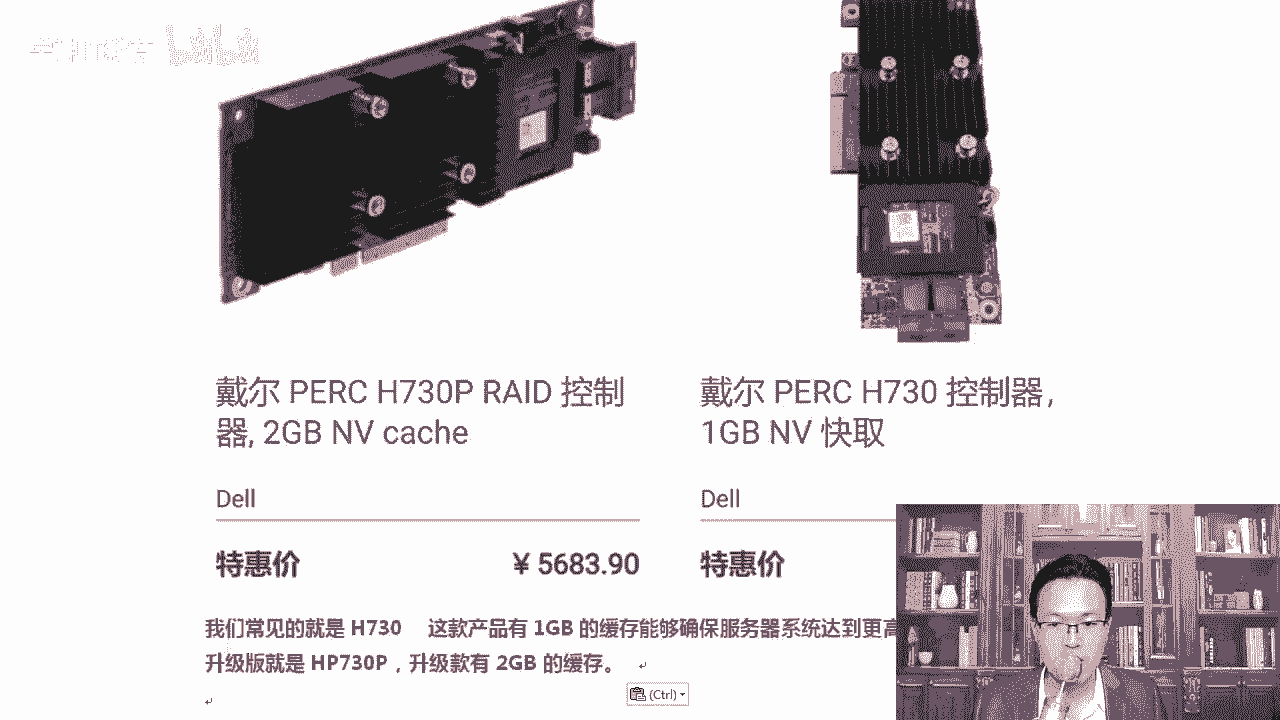 戴尔 PERC H730P RAID 控制
器, 2GB NV cache
戴尔 PERC H730 控制器,
1GB NV 快取
Dell
Dell
特惠价 ¥ 5683.90
特惠价
我们常见的就是 H730 这款产品有 1GB 的缓存能够确保服务器系统达到更高
升级版就是 HP730P，升级款有 2GB 的缓存。
(Ctrl)